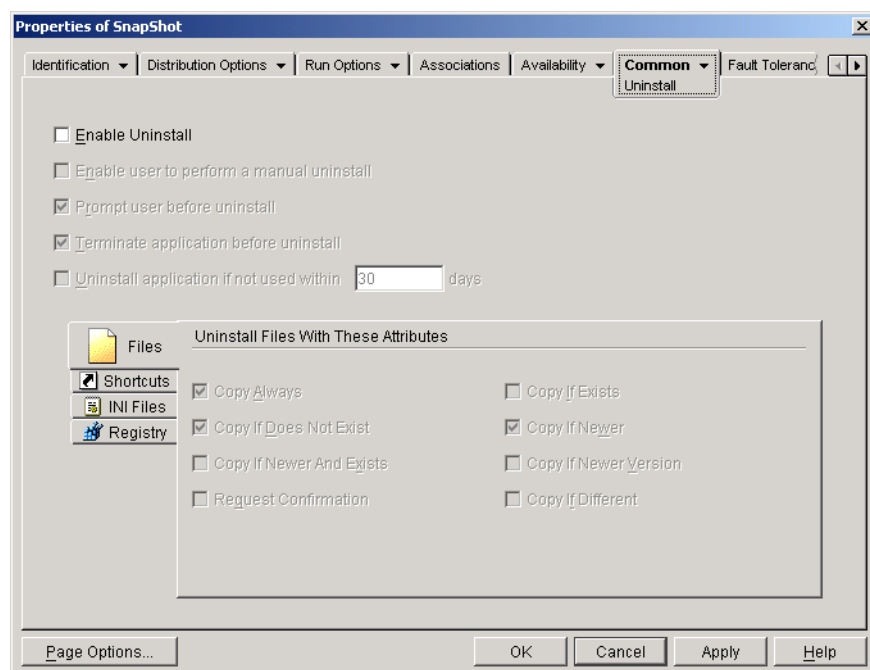 Properties of SnapShot
Identification
Distribution Options
Run Options
Associations
Availability
Common
Uninstall
Enable Uninstall
Enable user to perform a manual uninstall
Prompt user before uninstall
Terminate application before uninstall
Uninstall application if not used within 30 days
Files
Shortcuts
INI Files
Registry
Uninstall Files With These Attributes
Copy Always
Copy If Exists
Copy If Does Not Exist
Copy If Newer
Copy If Newer And Exists
Copy If Newer Version
Request Confirmation
Copy If Different
Page Options...
OK
Cancel
Apply
Help